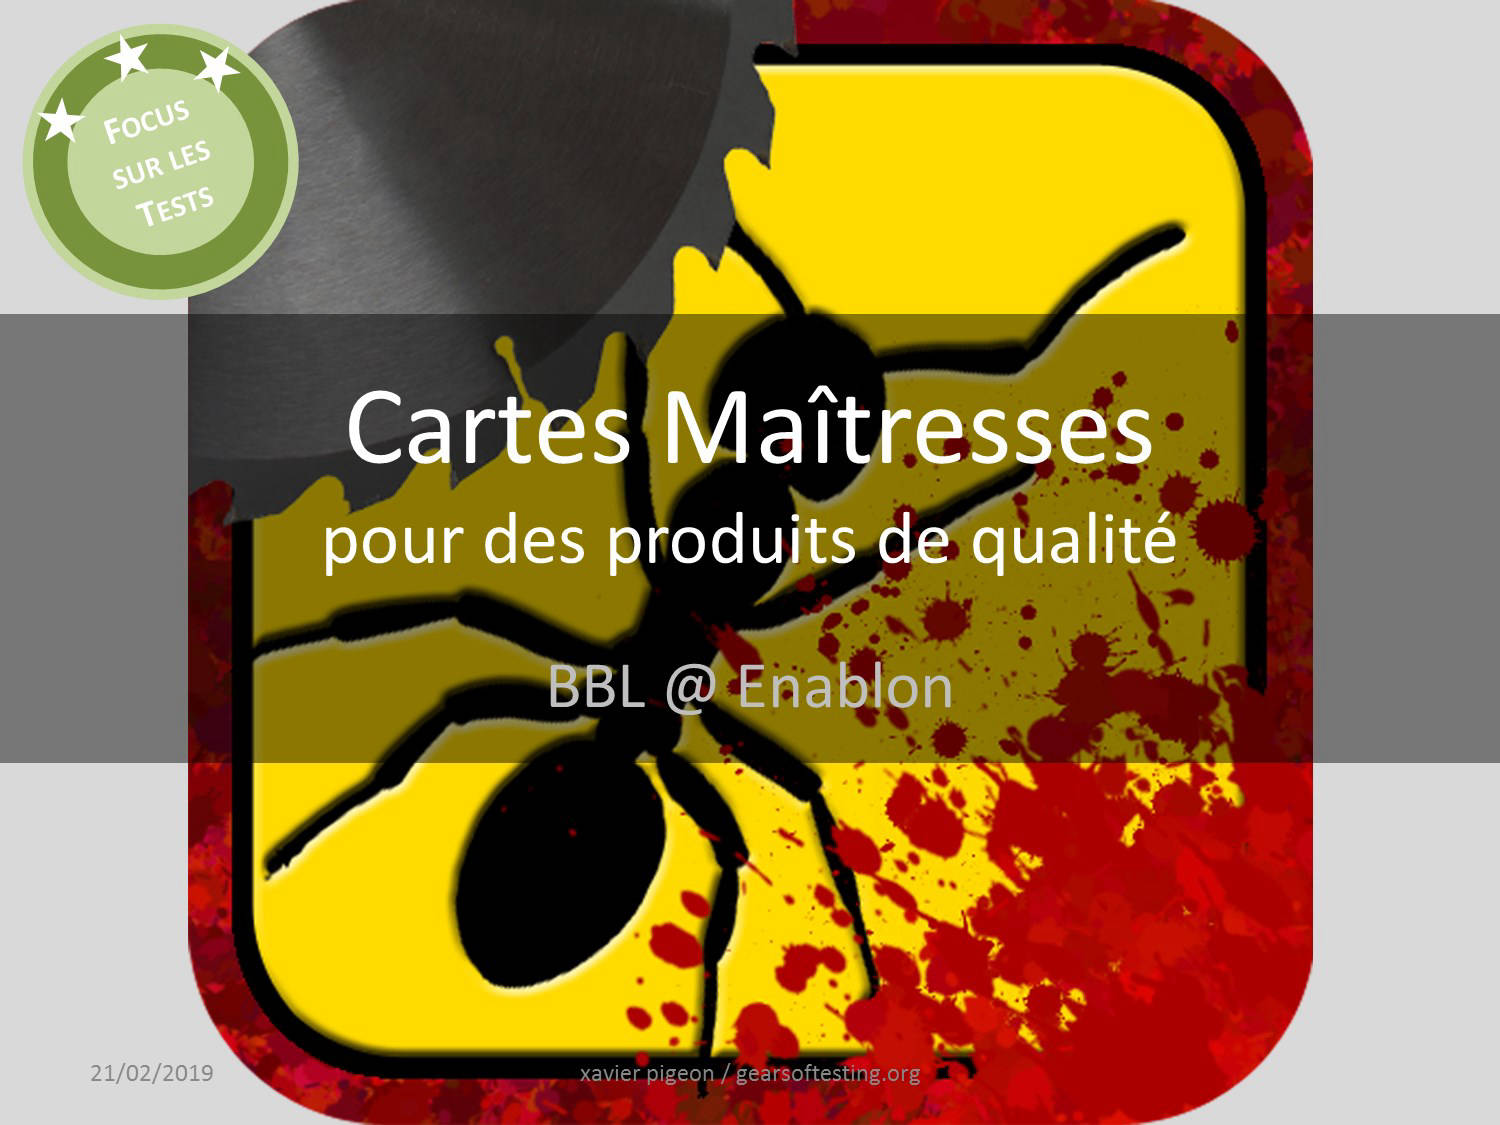 FOCUS
SUR LES
TESTS
Cartes Maîtresses
pour des produits de qualité
BBL @ Enablon
21/02/2019
xavier pigeon / gearsoftesting.org